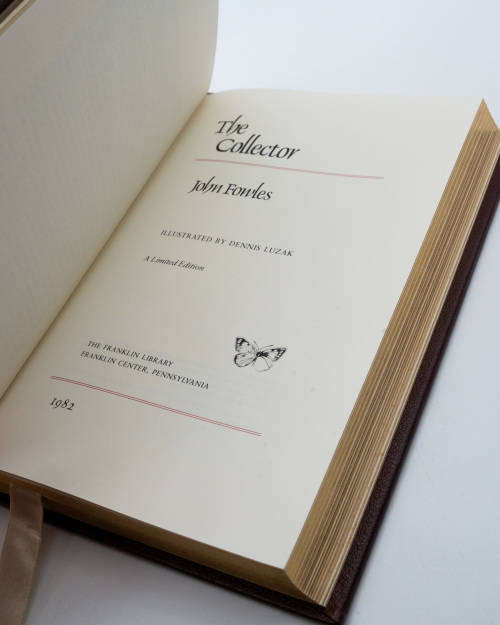 The
Collector
John Fowles
ILLUSTRATED BY DENNIS LUZAK
A Limited Edition
THE FRANKLIN LIBRARY
FRANKLIN CENTER, PENNSYLVANIA
1982